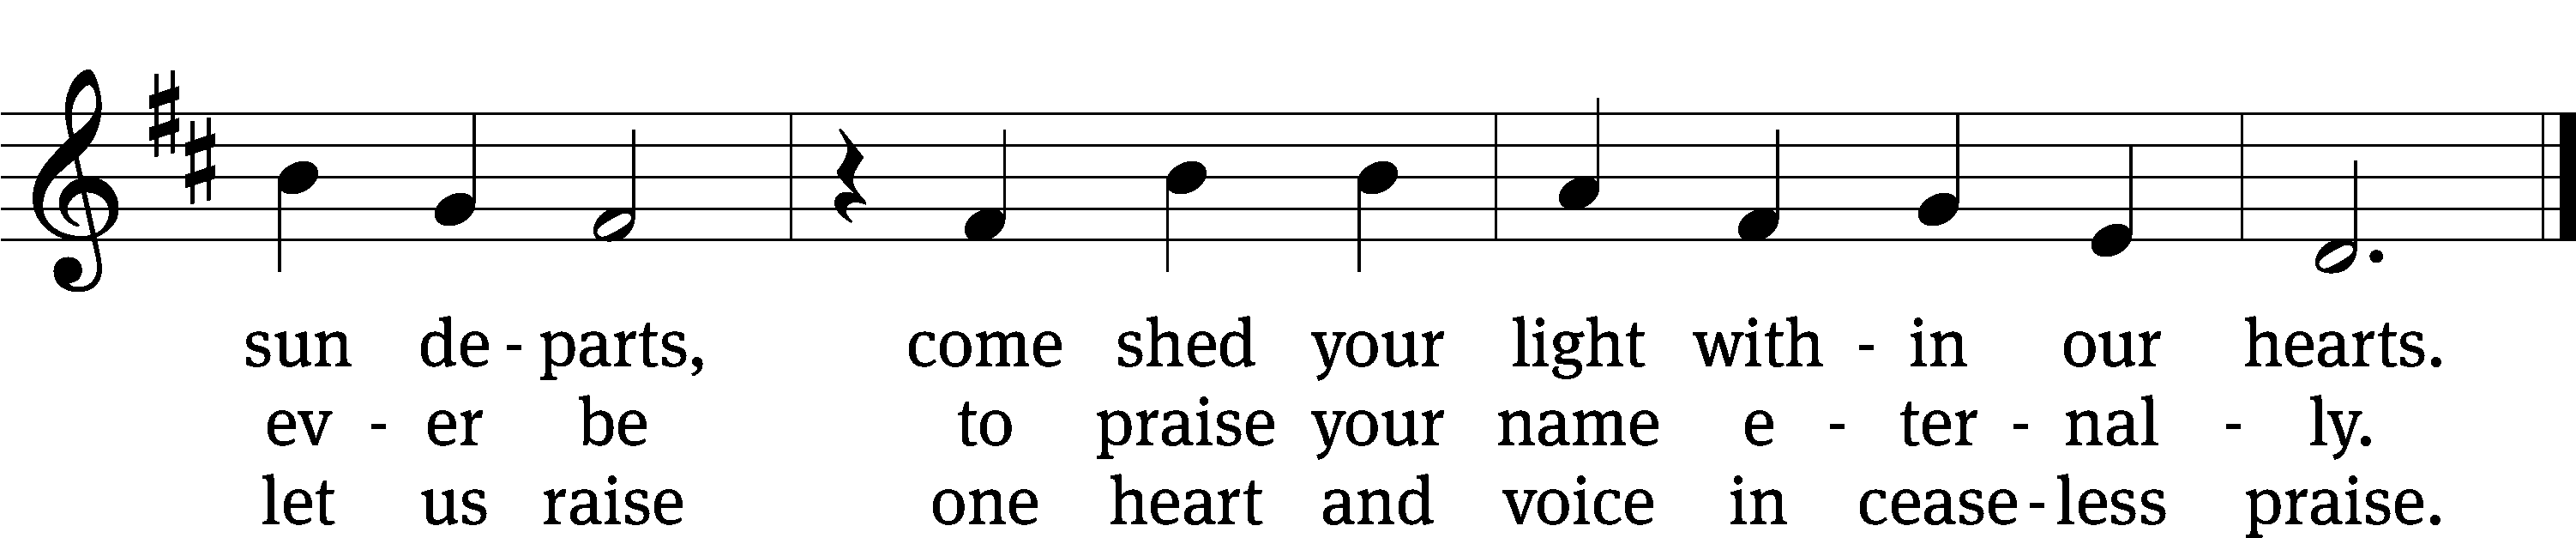 sun de - parts, come shed your light with - in our hearts.
ev - er be to praise your name e - ter - nal - ly.
let us raise one heart and voice in cease - less praise.